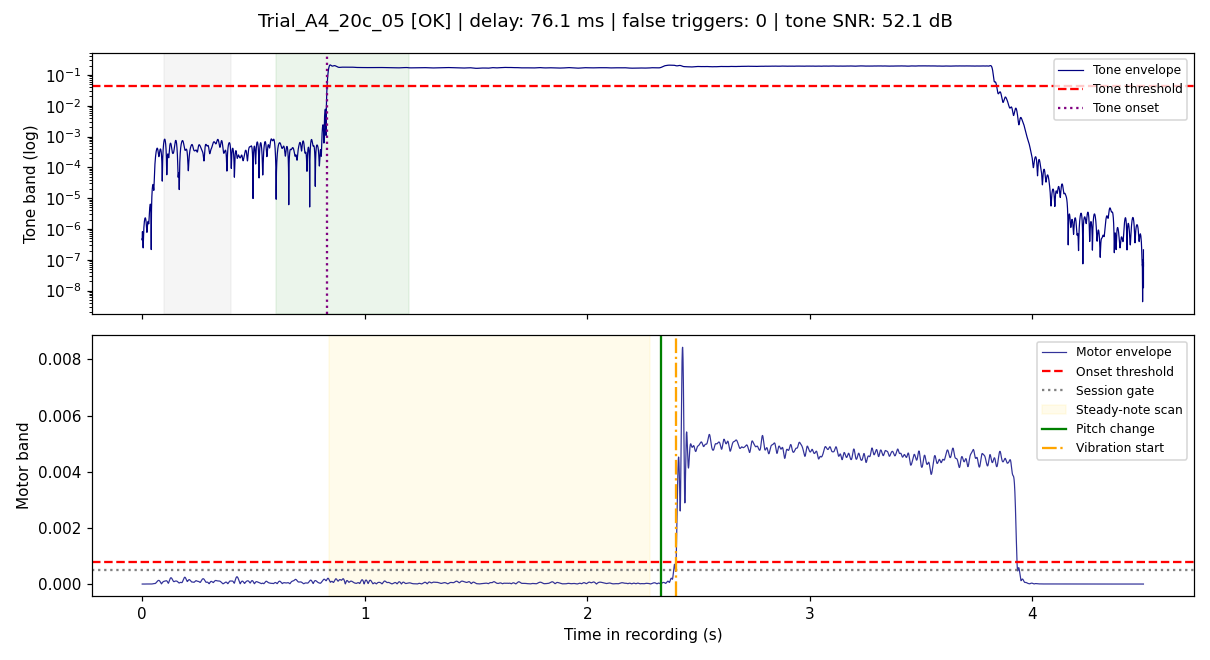 Trial_A4_20c_05 [OK] | delay: 76.1 ms | false triggers: 0 | tone SNR: 52.1 dB
Tone band (log)
10⁻¹
10⁻²
10⁻³
10⁻⁴
10⁻⁵
10⁻⁶
10⁻⁷
10⁻⁸
Tone envelope
Tone threshold
Tone onset
Motor band
0.008
0.006
0.004
0.002
0.000
Motor envelope
Onset threshold
Session gate
Steady-note scan
Pitch change
Vibration start
0 1 2 3 4
Time in recording (s)